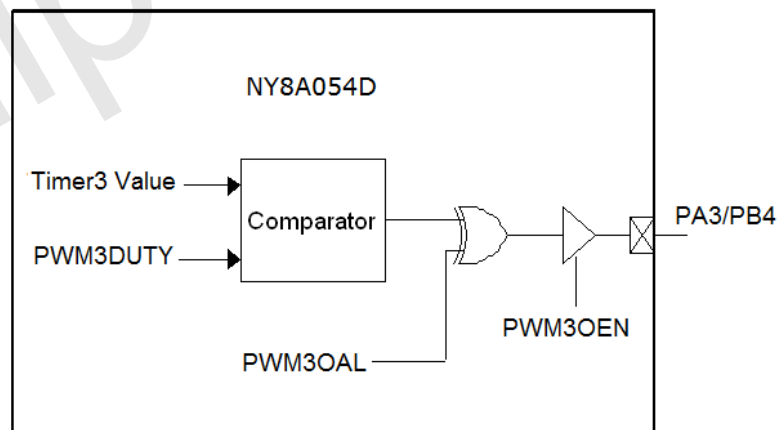 NY8A054D
Timer3 Value
Comparator
PWM3DUTY
PA3/PB4
PWM3OEN
PWM3OAL